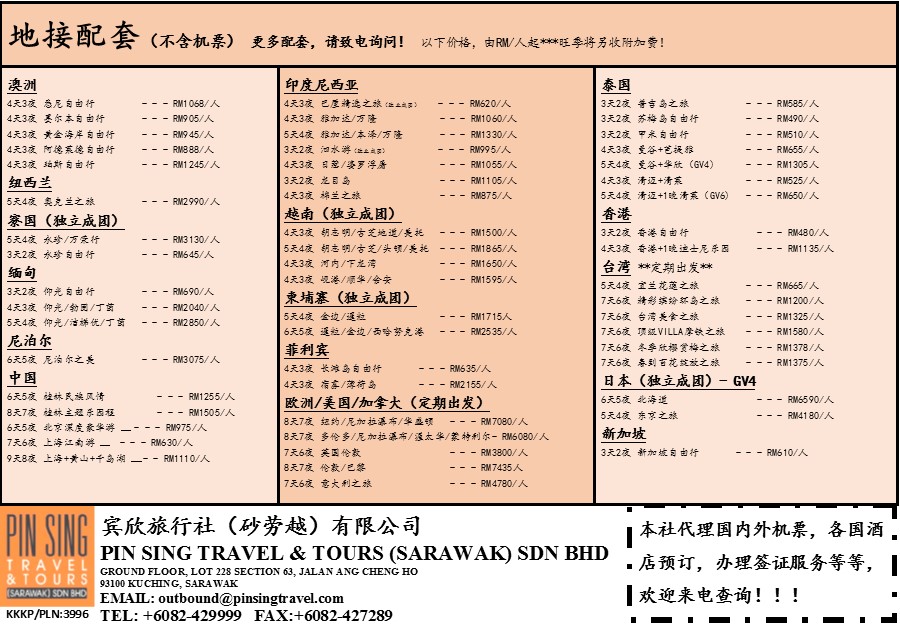 地接配套（不含机票） 更多配套，请致电询问！ 以下价格，由RM/人起***旺季将另收附加费！
澳洲
4天3夜 悉尼自由行 --- RM1068/人
4天3夜 墨尔本自由行 --- RM905/人
4天3夜 黄金海岸自由行 --- RM945/人
4天3夜 阿德莱德自由行 --- RM888/人
4天3夜 珀斯自由行 --- RM1245/人
纽西兰
5天4夜 奥克兰之旅 --- RM2990/人
寮国（独立成团）
5天4夜 永珍/万荣行 --- RM3130/人
3天2夜 永珍自由行 --- RM645/人
缅甸
3天2夜 仰光自由行 --- RM690/人
4天3夜 仰光/勃固/丁茵 --- RM2040/人
5天4夜 仰光/洁梯优/丁茵 --- RM2850/人
尼泊尔
6天5夜 尼泊尔之美 --- RM3075/人
中国
6天5夜 桂林民族风情 --- RM1255/人
8天7夜 桂林主题乐园程 --- RM1505/人
6天5夜 北京深度豪华游 __--- RM975/人
7天6夜 上海江南游 __ --- RM630/人
9天8夜 上海+黄山+千岛湖 __-- RM1110/人
印度尼西亚
4天3夜 巴厘精选之旅 --- RM620/人
4天3夜 雅加达/万隆 --- RM1060/人
5天4夜 雅加达/本泽/万隆 --- RM1330/人
3天2夜 泗水游 --- RM995/人
4天3夜 日惹/婆罗浮屠 --- RM1055/人
3天2夜 龙目岛 --- RM1105/人
4天3夜 棉兰之旅 --- RM875/人
越南（独立成团）
4天3夜 胡志明/古芝地道/美托 --- RM1500/人
5天4夜 胡志明/古芝/头顿/美托 --- RM1865/人
4天3夜 河内/下龙湾 --- RM1650/人
4天3夜 岘港/顺华/会安 --- RM1595/人
柬埔寨（独立成团）
5天4夜 金边/暹粒 --- RM1715人
6天5夜 暹粒/金边/西哈努克港 --- RM2535/人
菲利宾
4天3夜 长滩岛自由行 --- RM635/人
4天3夜 宿雾/薄荷岛 --- RM2155/人
欧洲/美国/加拿大（定期出发）
8天7夜 纽约/尼加拉瀑布/华盛顿 --- RM7080/人
8天7夜 多伦多/尼加拉瀑布/渥太华/蒙特利尔- RM6080/人
7天6夜 英国伦敦 --- RM3800/人
8天7夜 伦敦/巴黎 --- RM7435人
7天6夜 意大利之旅 --- RM4780/人
泰国
3天2夜 普吉岛之旅 --- RM585/人
3天2夜 苏梅岛自由行 --- RM490/人
3天2夜 甲米自由行 --- RM510/人
4天3夜 曼谷+芭提雅 --- RM655/人
5天4夜 曼谷+华欣（GV4） --- RM1305人
4天3夜 清迈+清莱 --- RM525/人
5天4夜 清迈+1晚清莱（GV6） --- RM650/人
香港
3天2夜 香港自由行 --- RM480/人
4天3夜 香港+1晚迪士尼乐园 --- RM1135/人
台湾 **定期出发**
5天4夜 宜兰花莲之旅 --- RM665/人
7天6夜 精彩缤纷环岛之旅 --- RM1200/人
7天6夜 台湾美食之旅 --- RM1325/人
7天6夜 顶级VILLA摩铁之旅 --- RM1580/人
7天6夜 冬季欣樱赏梅之旅 --- RM1378/人
7天6夜 春到百花绽放之旅 --- RM1375/人
日本（独立成团）- GV4
6天5夜 北海道 --- RM6590/人
5天4夜 东京之旅 --- RM4180/人
新加坡
3天2夜 新加坡自由行 --- RM610/人
PIN SING
TRAVEL
& TOURS
(SARAWAK) SDN BHD
KKKP/PLN:3996
宾欣旅行社（砂劳越）有限公司
PIN SING TRAVEL & TOURS (SARAWAK) SDN BHD
GROUND FLOOR, LOT 228 SECTION 63, JALAN ANG CHENG HO
93100 KUCHING, SARAWAK
EMAIL: outbound@pinsingtravel.com
TEL: +6082-429999 FAX:+6082-427289
本社代理国内外机票，各国酒
店预订，办理签证服务等等，
欢迎来电查询！！！